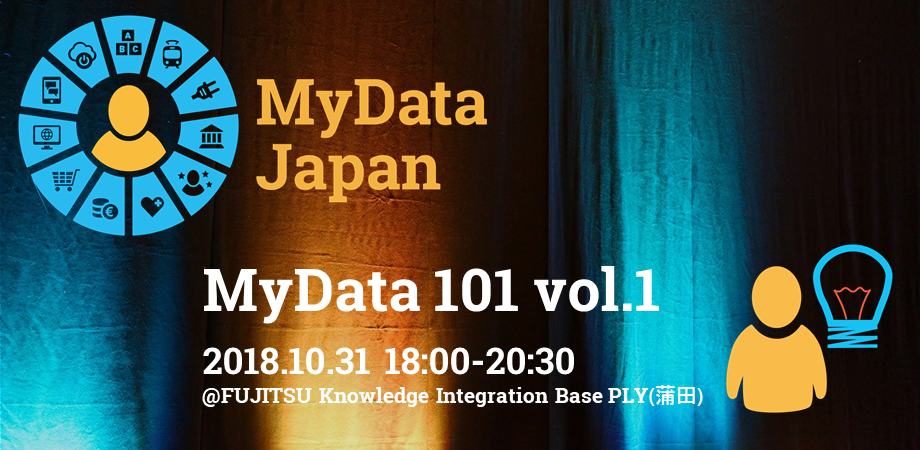 A
B C
MyData
Japan
MyData 101 vol.1
2018.10.31 18:00-20:30
@FUJITSU Knowledge Integration Base PLY(蒲田)